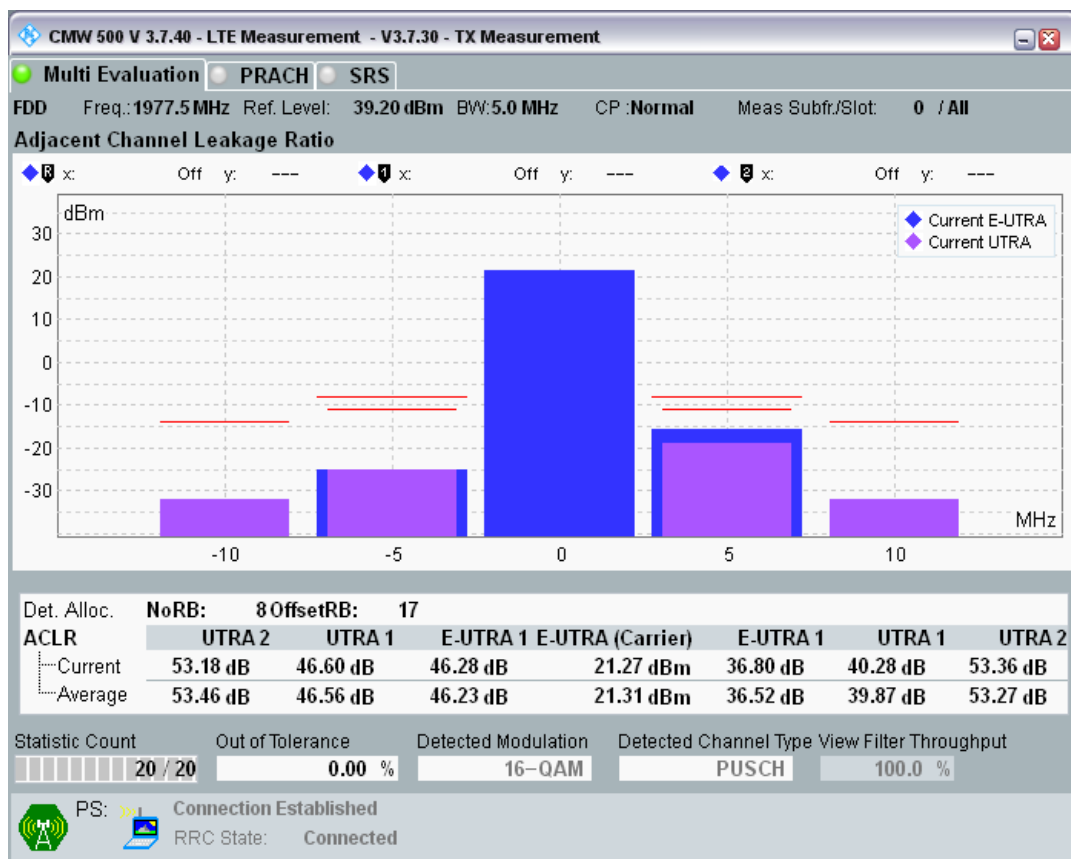 CMW 500 V 3.7.40 - LTE Measurement - V3.7.30 - TX Measurement
Multi Evaluation PRACH SRS
FDD Freq.: 1977.5 MHz Ref. Level: 39.20 dBm BW: 5.0 MHz CP : Normal Meas Subfr./Slot: 0 / All
Adjacent Channel Leakage Ratio
R x: Off y: --- 1 x: Off y: --- 2 x: Off y: ---
dBm
Current E-UTRA
Current UTRA
30
20
10
0
-10
-20
-30
MHz
-10 -5 0 5 10
Det. Alloc. NoRB: 8 OffsetRB: 17
ACLR UTRA 2 UTRA 1 E-UTRA 1 E-UTRA (Carrier) E-UTRA 1 UTRA 1 UTRA 2
Current 53.18 dB 46.60 dB 46.28 dB 21.27 dBm 36.80 dB 40.28 dB 53.36 dB
Average 53.46 dB 46.56 dB 46.23 dB 21.31 dBm 36.52 dB 39.87 dB 53.27 dB
Statistic Count Out of Tolerance Detected Modulation Detected Channel Type View Filter Throughput
20 / 20 0.00 % 16-QAM PUSCH 100.0 %
PS: Connection Established
RRC State: Connected